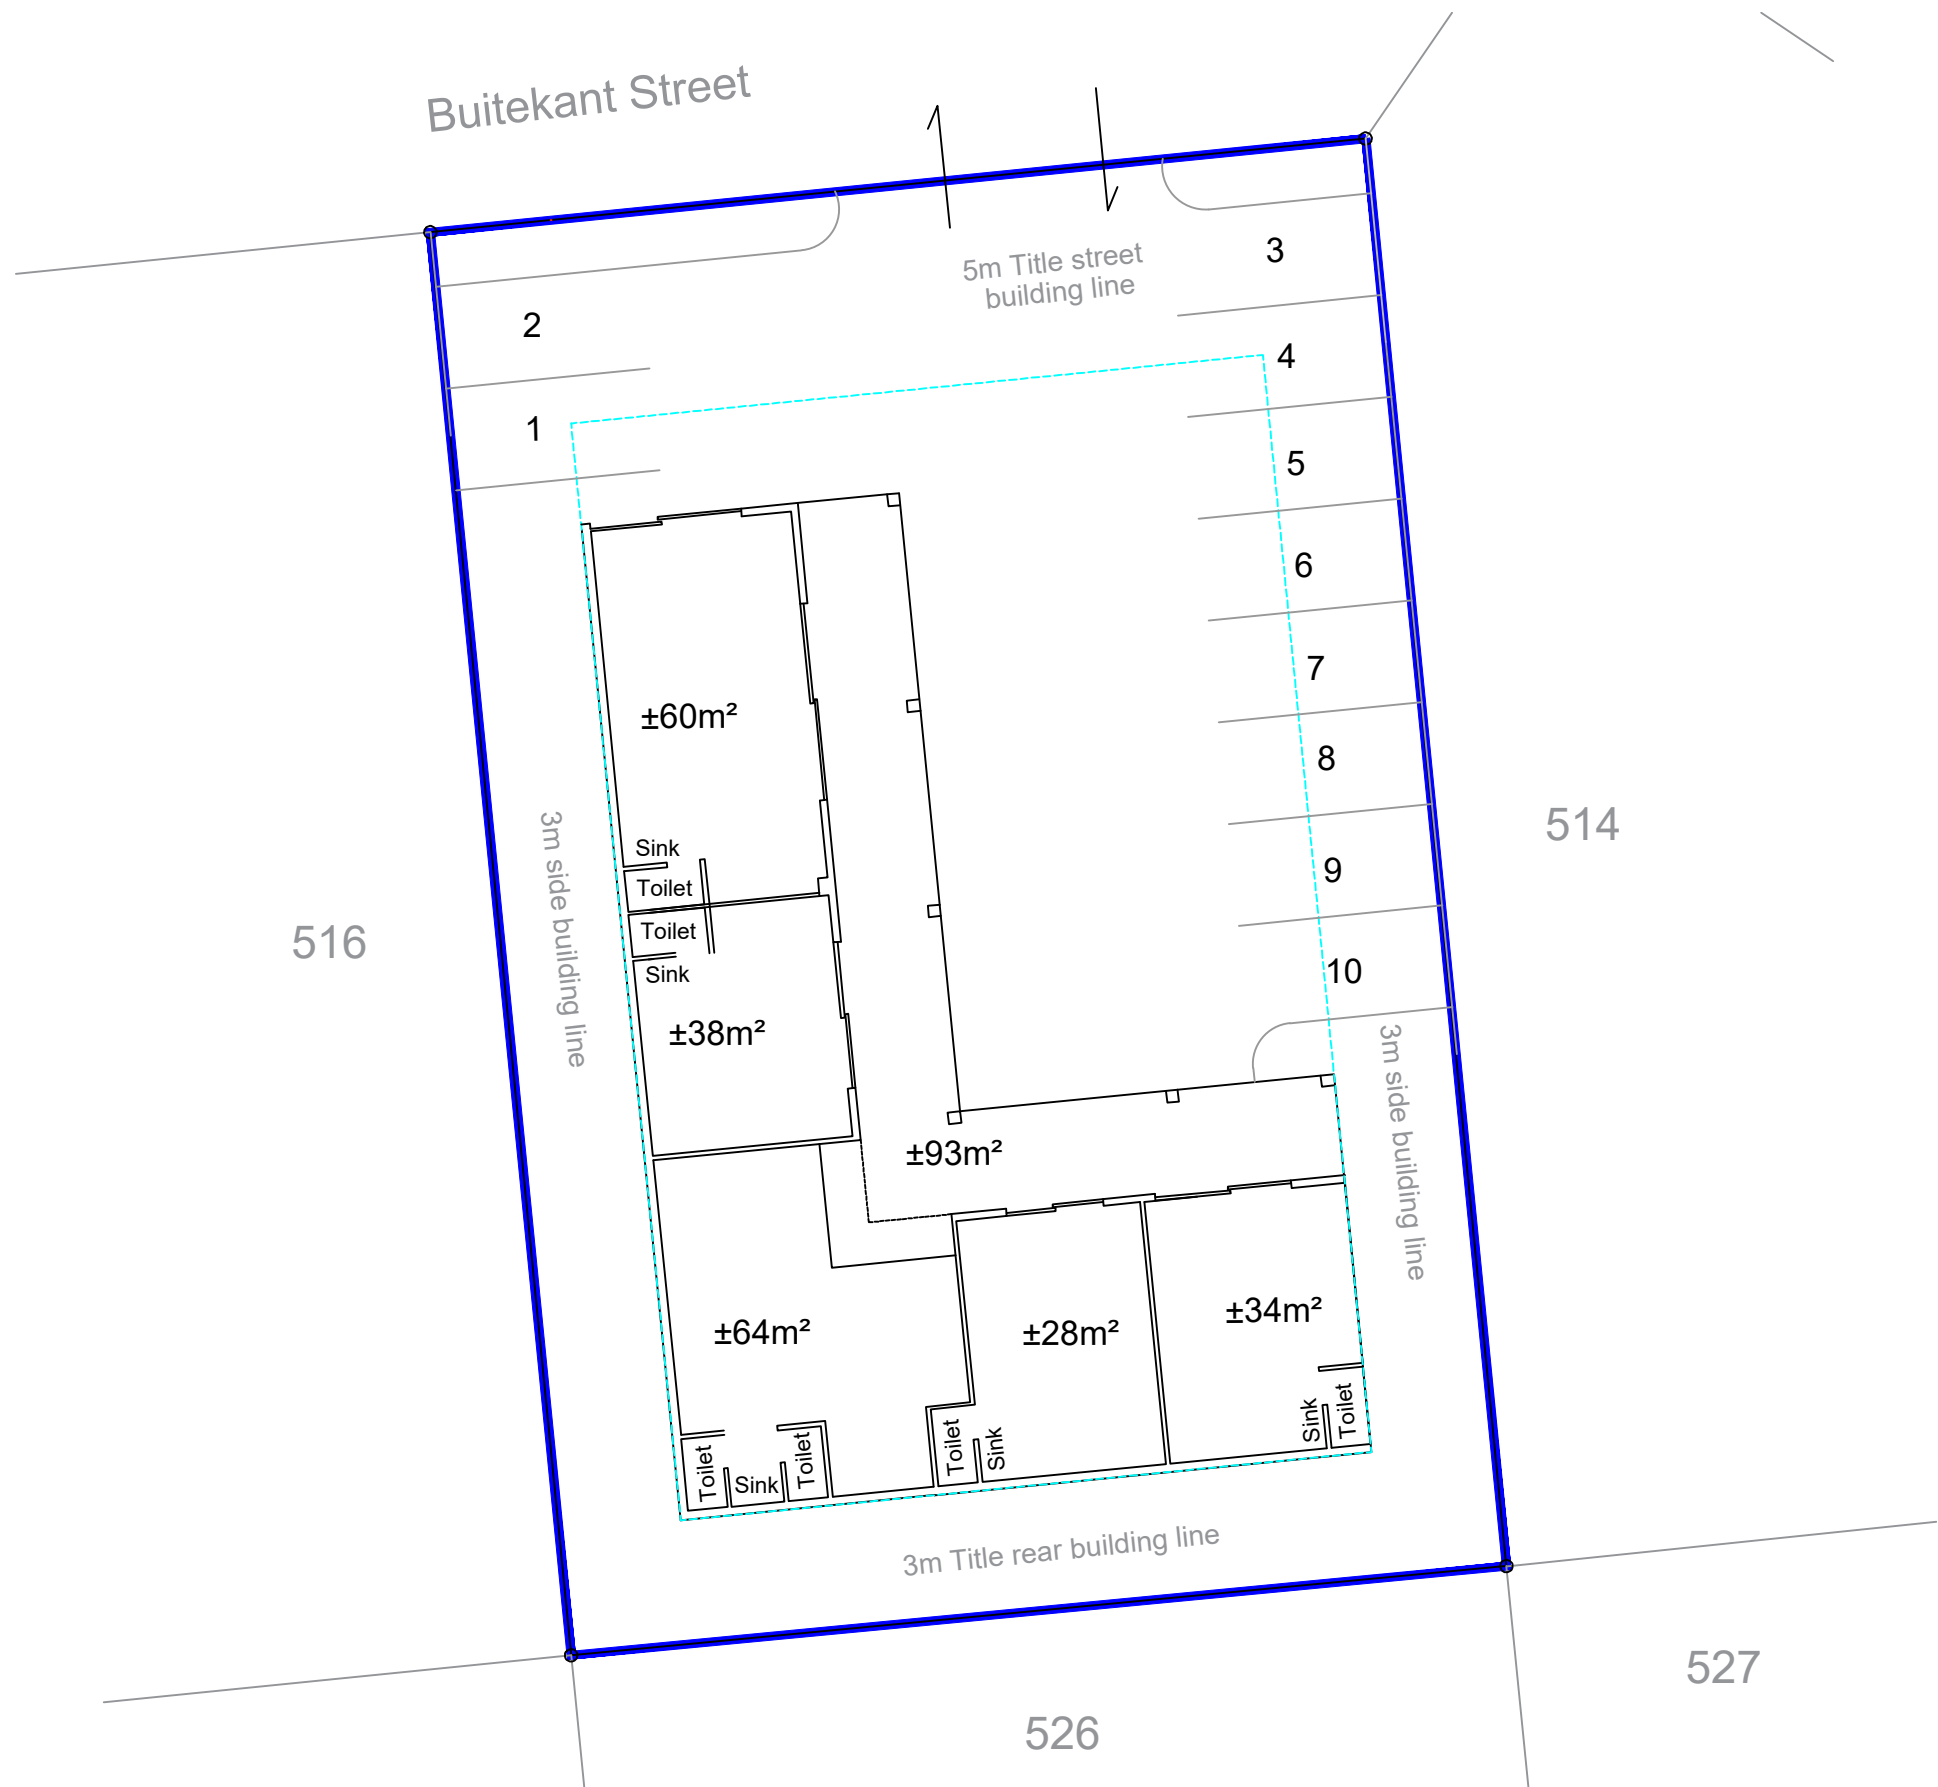 Buitekant Street
5m Title street
building line
3
2
4
1
5
6
7
±60m²
8
514
Sink
9
Toilet
Toilet
516
3m side building line
Sink
10
±38m²
±93m²
3m side building line
±64m²
±28m²
±34m²
Toilet
Sink
Toilet
Toilet
Sink
Sink
Toilet
3m Title rear building line
527
526